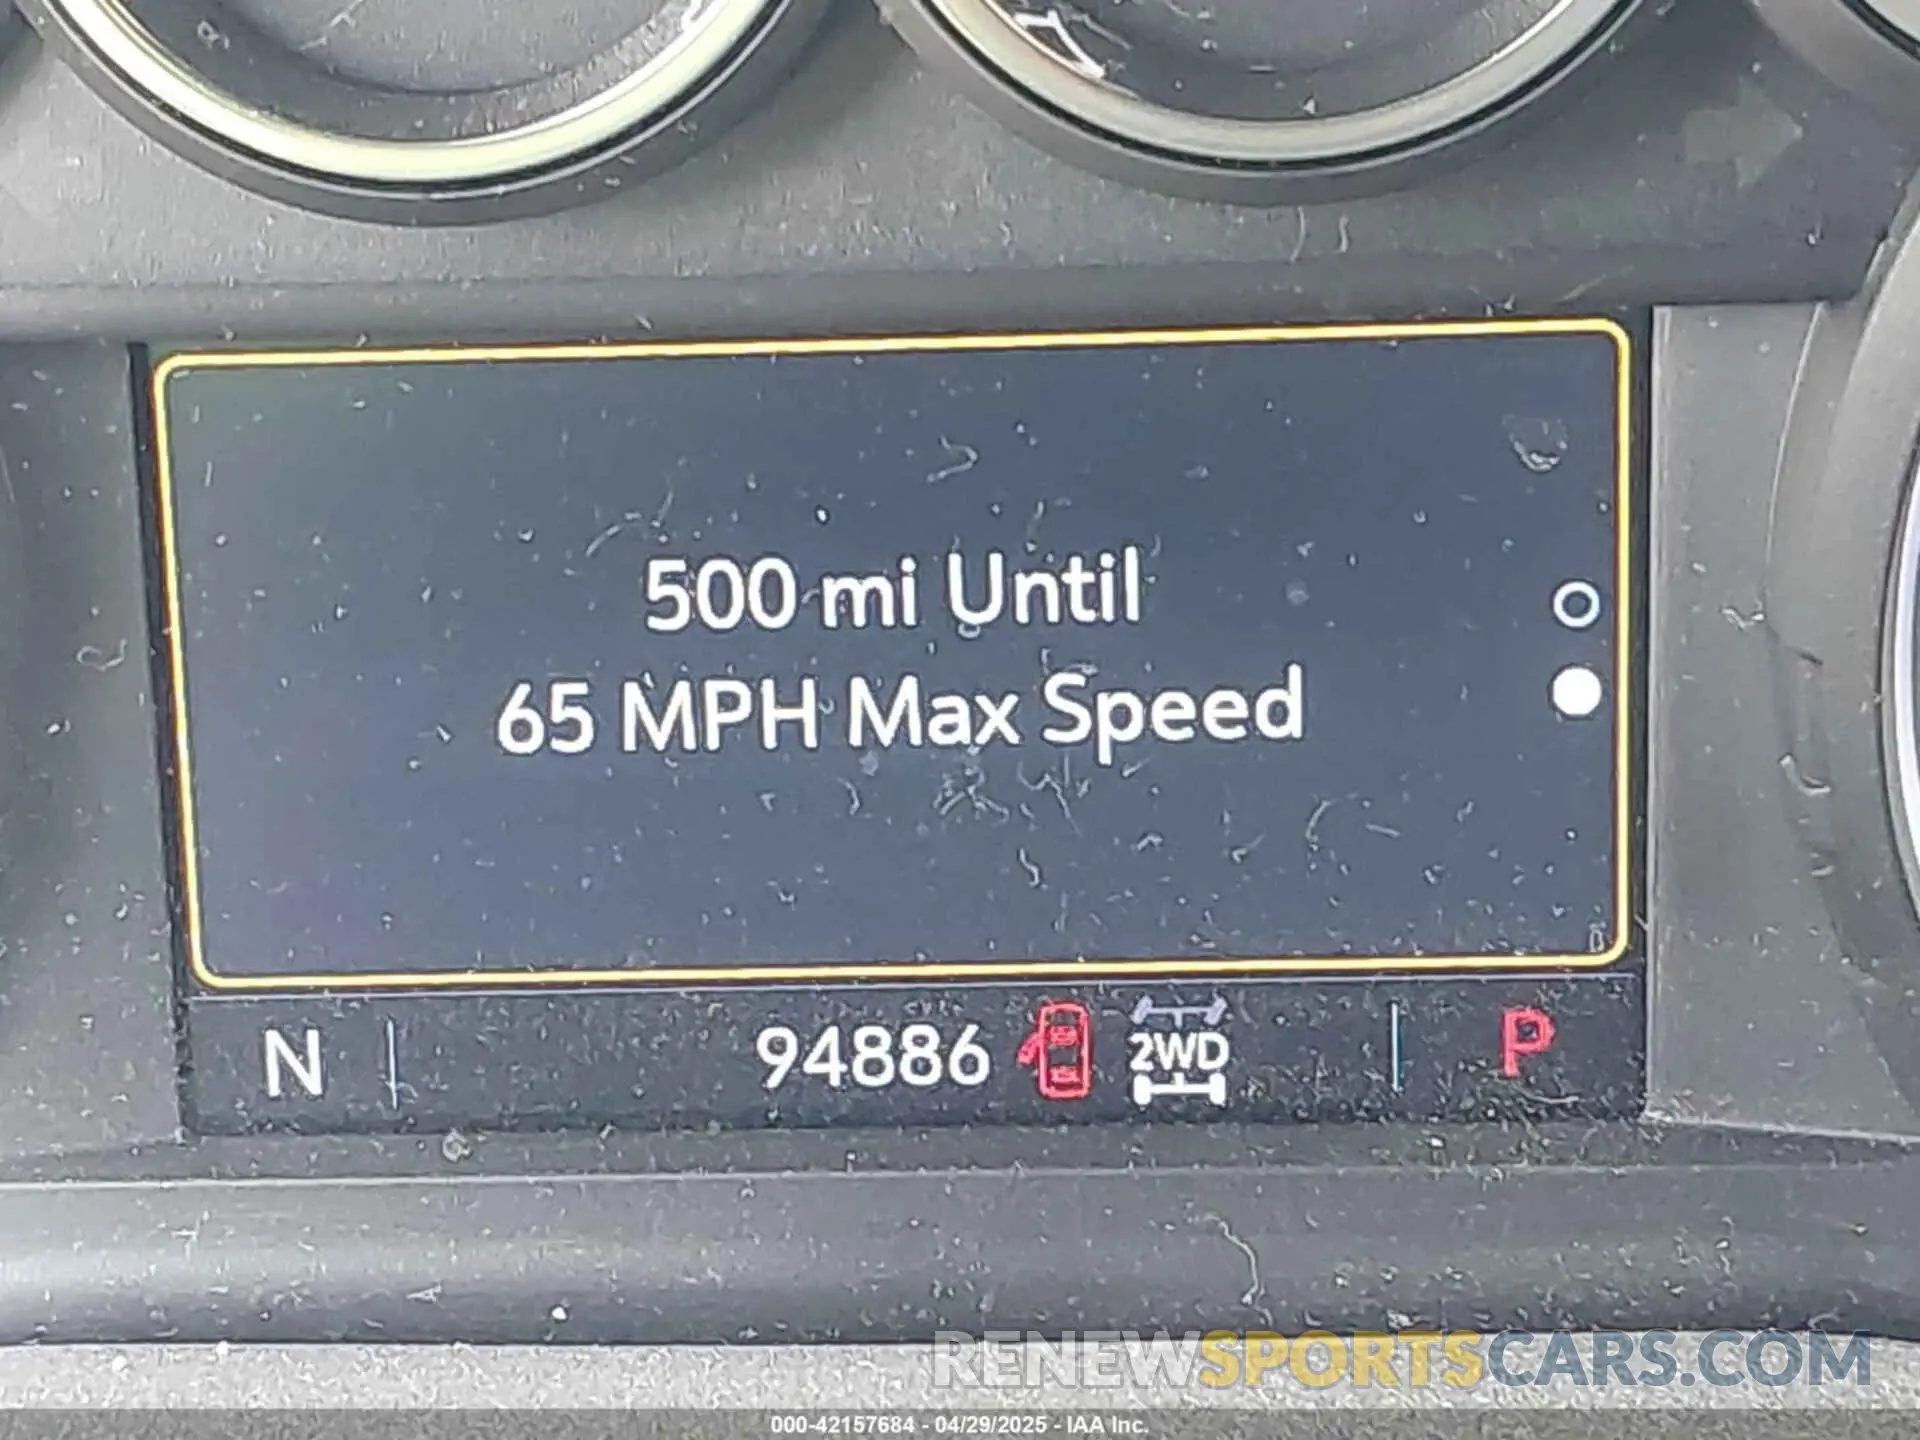 500 mi Until
65 MPH Max Speed
N 94886 2WD P
RENEWSPORTSCARS.COM
000-42157684 - 04/29/2025 - IAA Inc.